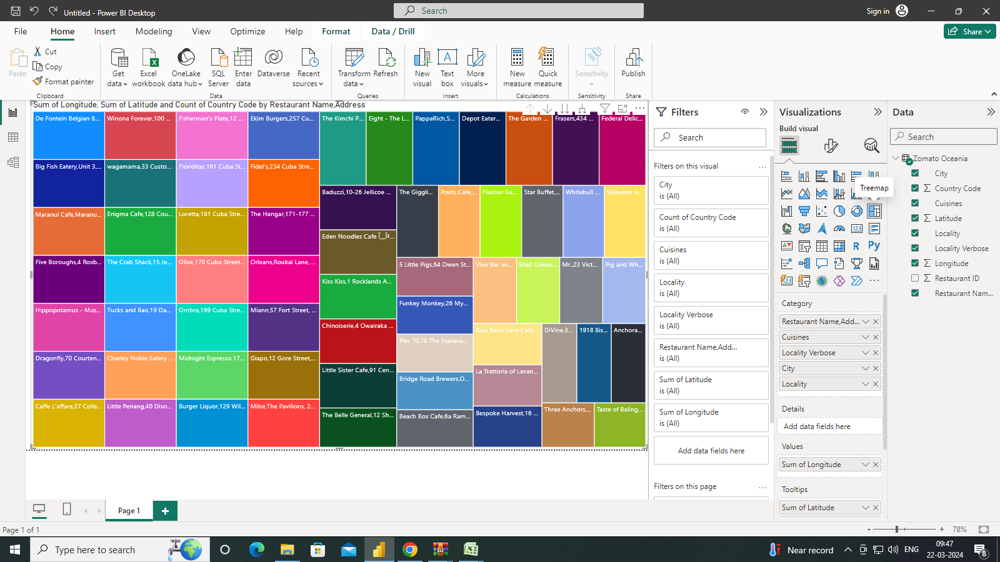 Untitled - Power BI Desktop
Search
Sign in
File
Home
Insert
Modeling
View
Optimize
Help
Format
Data / Drill
Share
Paste
Cut
Copy
Format painter
Clipboard
Get data
Excel workbook
OneLake data hub
SQL Server
Enter data
Dataverse
Recent sources
Data
Transform data
Refresh
Queries
New visual
Text box
More visuals
Insert
New measure
Quick measure
Calculations
Sensitivity
Sensitivity
Publish
Share
Sum of Longitude, Sum of Latitude and Count of Country Code by Restaurant Name,Address
De Fontein Belgian B...
Winona Forever,100 ...
Fisherman's Plate,12 ...
Ekim Burgers,257 Cu...
The Kimchi P...
Eight - The L...
PappaRich,S...
Depot Eater...
The Garden ...
Frasers,434 ...
Federal Delic...
Big Fish Eatery,Unit 3,...
wagamama,33 Custo...
Floriditas,161 Cuba St...
Fidel's,234 Cuba Stre...
Maranui Cafe,Maranu...
Enigma Cafe,128 Cou...
Loretta,181 Cuba Stre...
The Hangar,171-177 ...
Five Boroughs,4 Roxb...
The Crab Shack,15 Je...
Olive,170 Cuba Street...
Orleans,Roukai Lane, ...
Hippopotamus - Mus...
Tucks and Bao,19 Da...
Ombra,199 Cuba Stre...
Miann,57 Fort Street, ...
Dragonfly,70 Courten...
Charley Noble Eatery ...
Midnight Espresso,17...
Giapo,12 Gore Street,...
Caffe L'affare,27 Colle...
Little Penang,40 Dixo...
Burger Liquor,129 Wil...
Milse,The Pavilions, 2...
Baduzzi,10-26 Jellicoe ...
Eden Noodles Cafe
Kiss Kiss,1 Rocklands A...
Chinoiserie,4 Owairaka ...
Little Sister Cafe,91 Cen...
The Belle General,12 Sh...
The Giggli...
Poets Cafe,...
Flaxton Ga...
Star Buffet,...
Whitebull ...
Stillwater o...
5 Little Pigs,64 Owen St...
Funkey Monkey,26 My...
Pier 70,70 The Esplana...
Bridge Road Brewers,O...
Beach Box Cafe,6a Ram...
Vivo Bar an...
Mad Cowes...
Mr.,23 Vict...
Pig and Wh...
Blue Bean Love Cafe...
La Trattoria of Lavan...
Bespoke Harvest,16 ...
DiVine,3...
1918 Bis...
Anchora...
Three Anchors,...
Taste of Baling...
Filters
Search
Filters on this visual
City
is (All)
Count of Country Code
is (All)
Cuisines
is (All)
Locality
is (All)
Locality Verbose
is (All)
Restaurant Name,Add...
is (All)
Sum of Latitude
is (All)
Sum of Longitude
is (All)
Add data fields here
Filters on this page
Visualizations
Build visual
Treemap
R
Py
123
Category
Restaurant Name,Add...
Cuisines
Locality Verbose
City
Locality
Details
Add data fields here
Values
Sum of Longitude
Tooltips
Sum of Latitude
Data
Search
Zomato Oceania
City
Σ Country Code
Cuisines
Σ Latitude
Locality
Locality Verbose
Σ Longitude
Σ Restaurant ID
Restaurant Nam...
Page 1
Page 1 of 1
- + 78%
Type here to search
Near record
ENG
09:47
22-03-2024
8